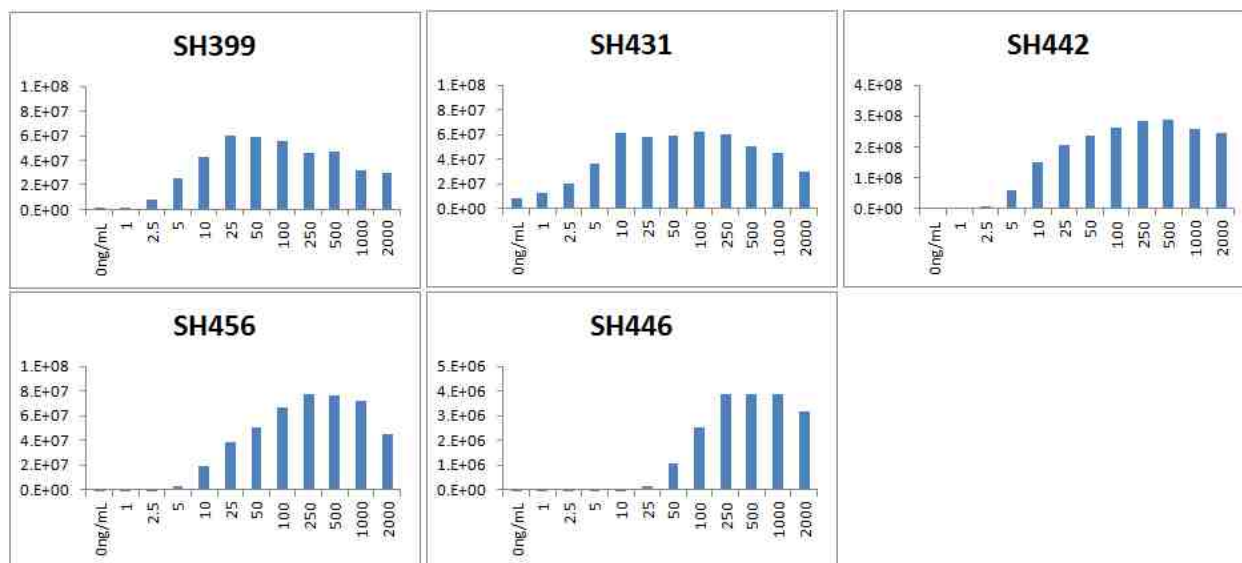 SH399
1.E+08
8.E+07
6.E+07
4.E+07
2.E+07
0.E+00
0ng/mL
1
2.5
5
10
25
50
100
250
500
1000
2000
SH431
1.E+08
8.E+07
6.E+07
4.E+07
2.E+07
0.E+00
0ng/mL
1
2.5
5
10
25
50
100
250
500
1000
2000
SH442
4.E+08
3.E+08
2.E+08
1.E+08
0.E+00
0ng/mL
1
2.5
5
10
25
50
100
250
500
1000
2000
SH456
1.E+08
8.E+07
6.E+07
4.E+07
2.E+07
0.E+00
0ng/mL
1
2.5
5
10
25
50
100
250
500
1000
2000
SH446
5.E+06
4.E+06
3.E+06
2.E+06
1.E+06
0.E+00
0ng/mL
1
2.5
5
10
25
50
100
250
500
1000
2000